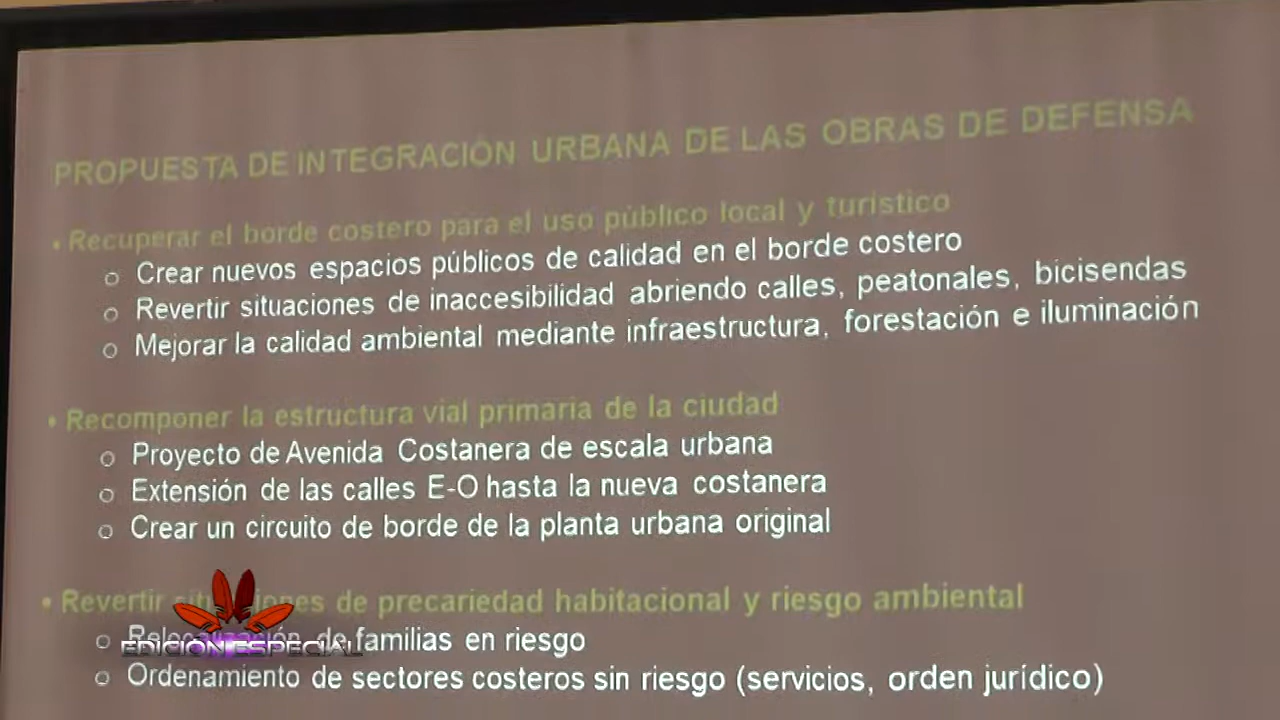 PROPUESTA DE INTEGRACIÓN URBANA DE LAS OBRAS DE DEFENSA
• Recuperar el borde costero para el uso público local y turístico
o Crear nuevos espacios públicos de calidad en el borde costero
o Revertir situaciones de inaccesibilidad abriendo calles, peatonales, bicisendas
o Mejorar la calidad ambiental mediante infraestructura, forestación e iluminación
• Recomponer la estructura vial primaria de la ciudad
o Proyecto de Avenida Costanera de escala urbana
o Extensión de las calles E-O hasta la nueva costanera
o Crear un circuito de borde de la planta urbana original
• Revertir situaciones de precariedad habitacional y riesgo ambiental
o Relocalización de familias en riesgo
EDICIÓN ESPECIAL
o Ordenamiento de sectores costeros sin riesgo (servicios, orden jurídico)